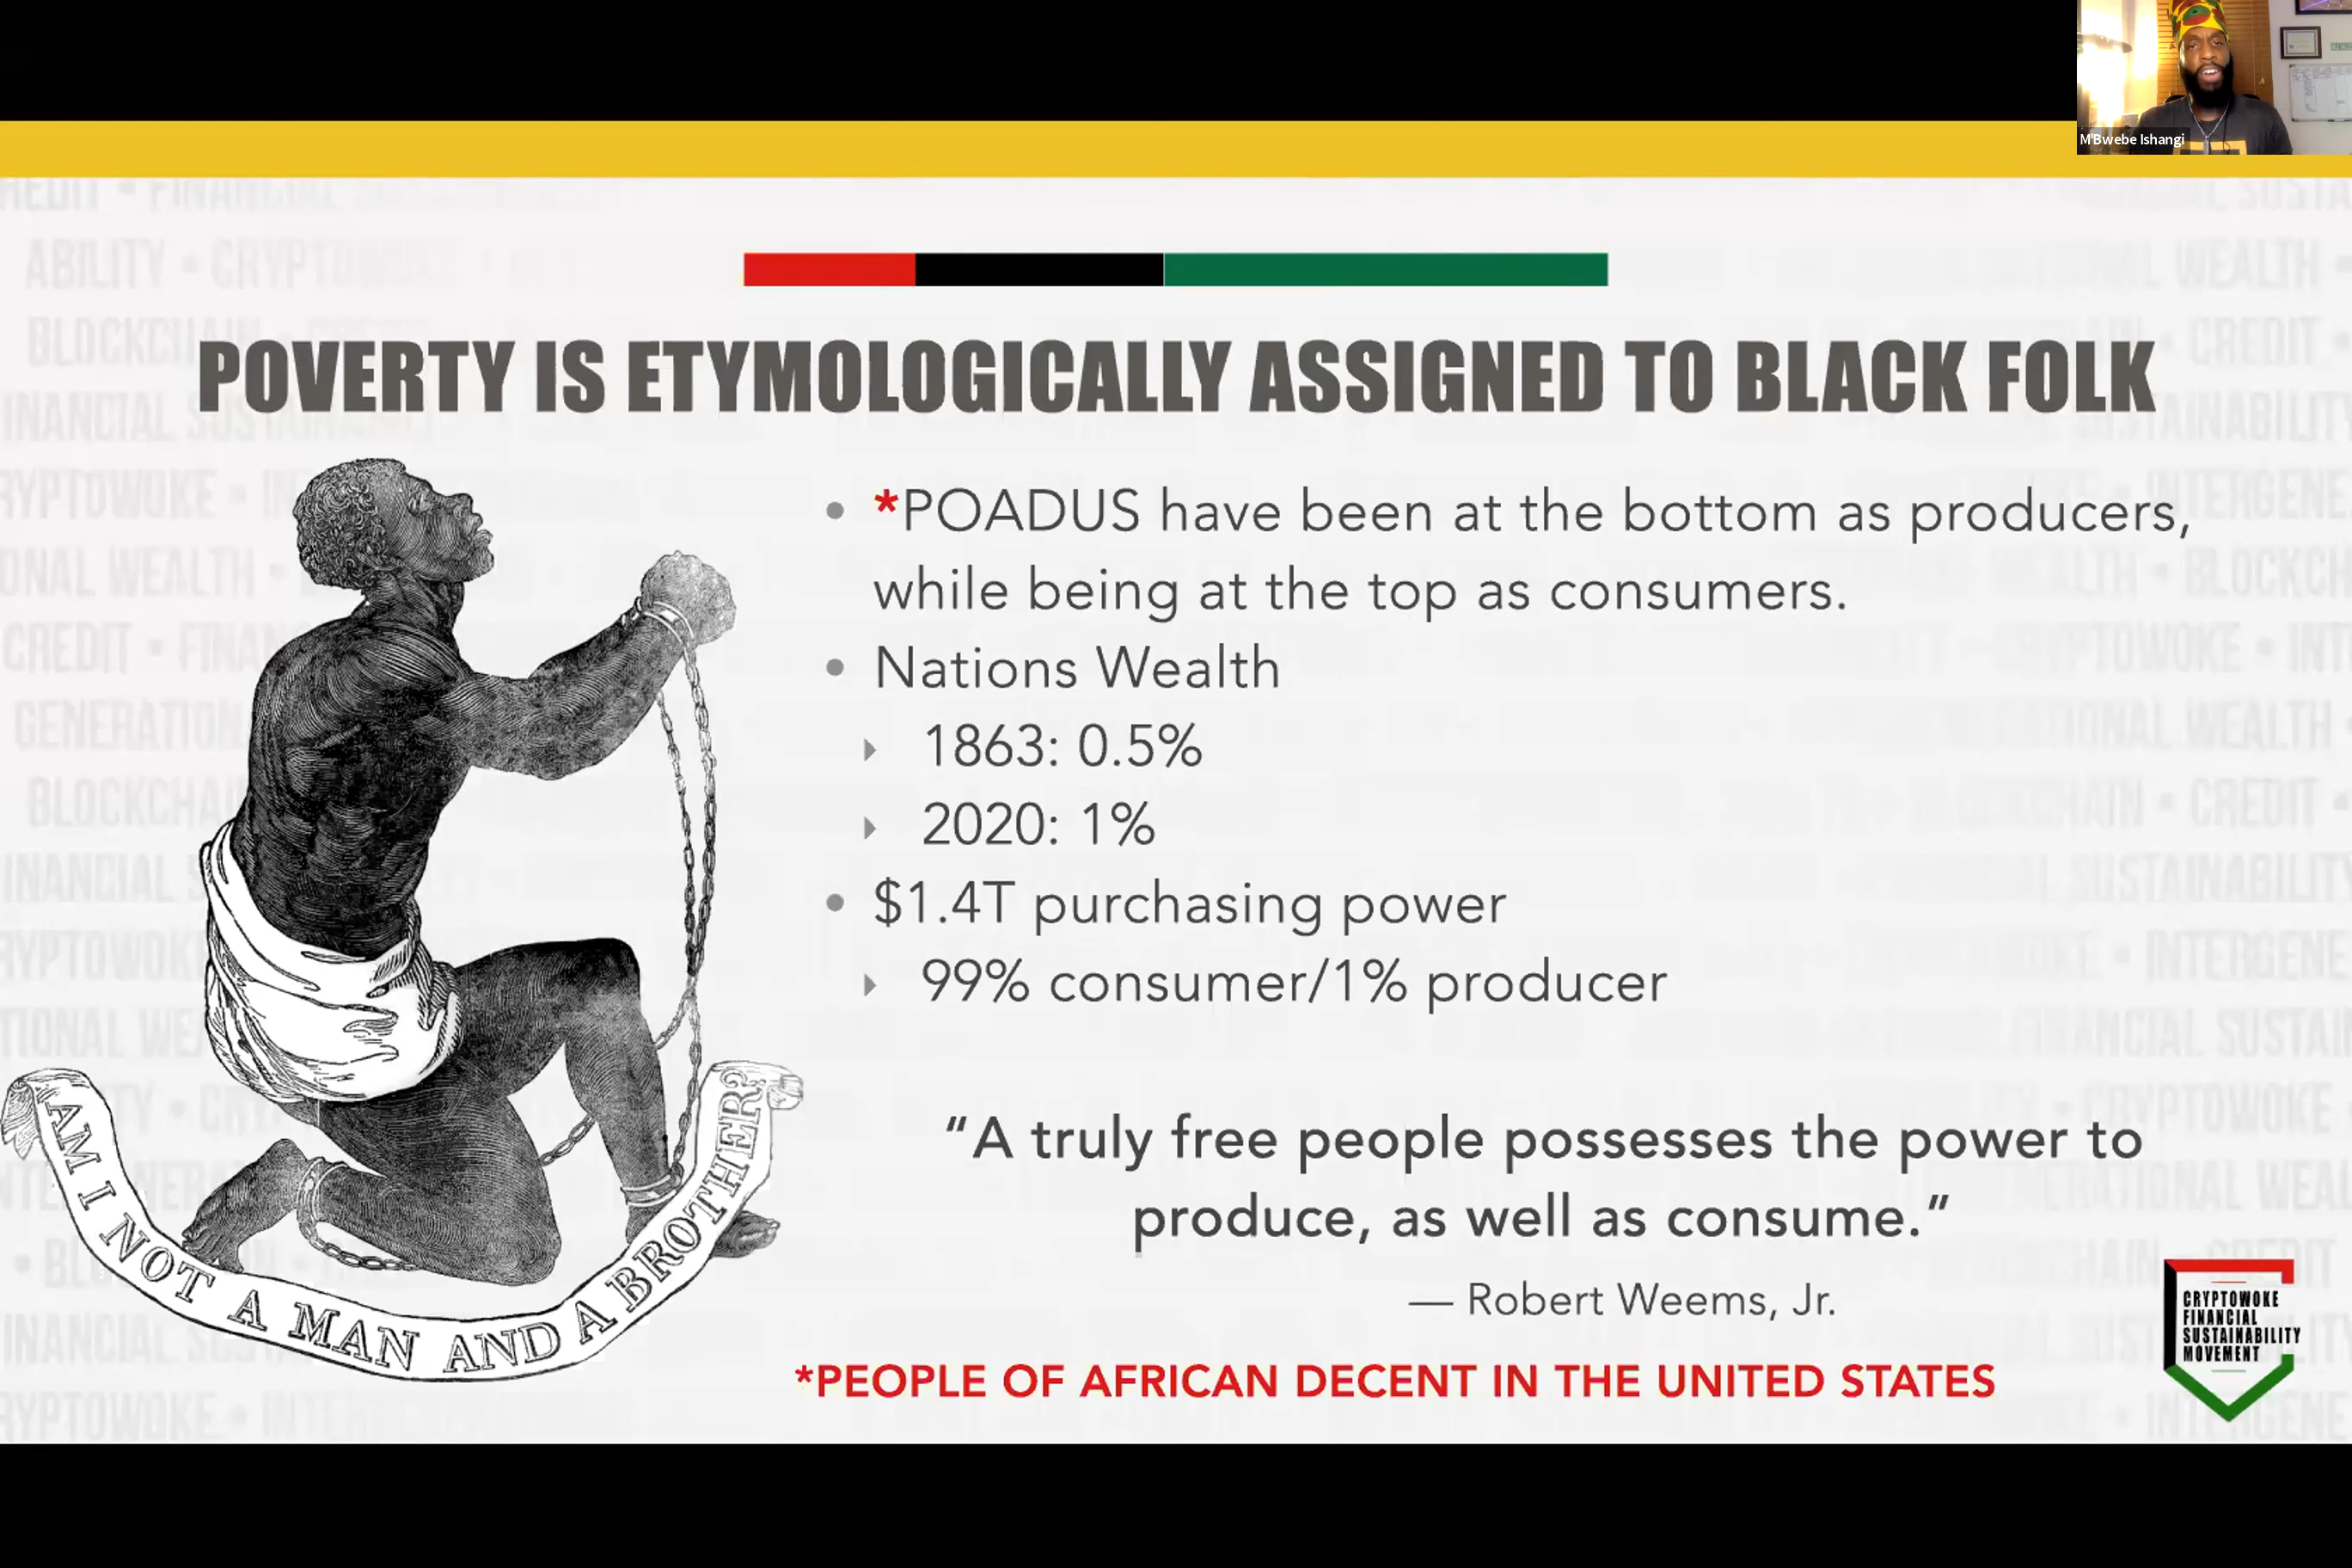 M'Bwebe Ishangi
POVERTY IS ETYMOLOGICALLY ASSIGNED TO BLACK FOLK
• *POADUS have been at the bottom as producers,
while being at the top as consumers.
• Nations Wealth
‣ 1863: 0.5%
‣ 2020: 1%
• $1.4T purchasing power
‣ 99% consumer/1% producer
AM I NOT A MAN AND A BROTHER?
“A truly free people possesses the power to
produce, as well as consume.”
— Robert Weems, Jr.
*PEOPLE OF AFRICAN DECENT IN THE UNITED STATES
CRYPTOWOKE
FINANCIAL
SUSTAINABILITY
MOVEMENT